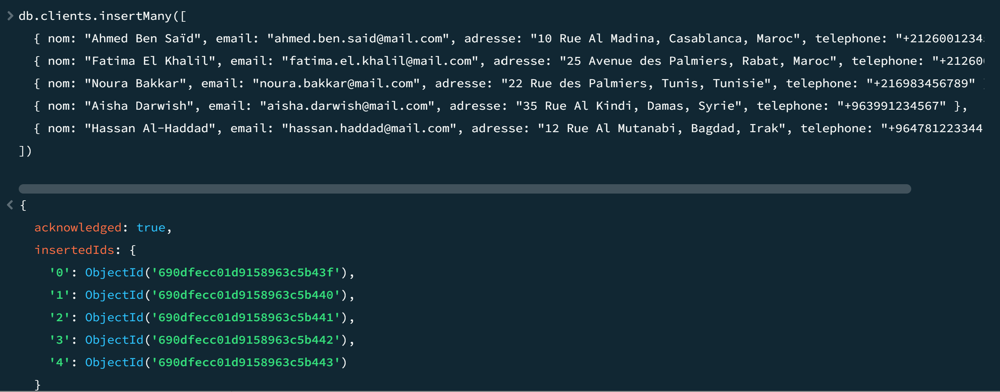 db.clients.insertMany([
{ nom: "Ahmed Ben Saïd", email: "ahmed.ben.said@mail.com", adresse: "10 Rue Al Madina, Casablanca, Maroc", telephone: "+2126001234
{ nom: "Fatima El Khalil", email: "fatima.el.khalil@mail.com", adresse: "25 Avenue des Palmiers, Rabat, Maroc", telephone: "+21260
{ nom: "Noura Bakkar", email: "noura.bakkar@mail.com", adresse: "22 Rue des Palmiers, Tunis, Tunisie", telephone: "+216983456789"
{ nom: "Aisha Darwish", email: "aisha.darwish@mail.com", adresse: "35 Rue Al Kindi, Damas, Syrie", telephone: "+963991234567" },
{ nom: "Hassan Al-Haddad", email: "hassan.haddad@mail.com", adresse: "12 Rue Al Mutanabi, Bagdad, Irak", telephone: "+964781223344
])
{
acknowledged: true,
insertedIds: {
'0': ObjectId('690dfecc01d9158963c5b43f'),
'1': ObjectId('690dfecc01d9158963c5b440'),
'2': ObjectId('690dfecc01d9158963c5b441'),
'3': ObjectId('690dfecc01d9158963c5b442'),
'4': ObjectId('690dfecc01d9158963c5b443')
}